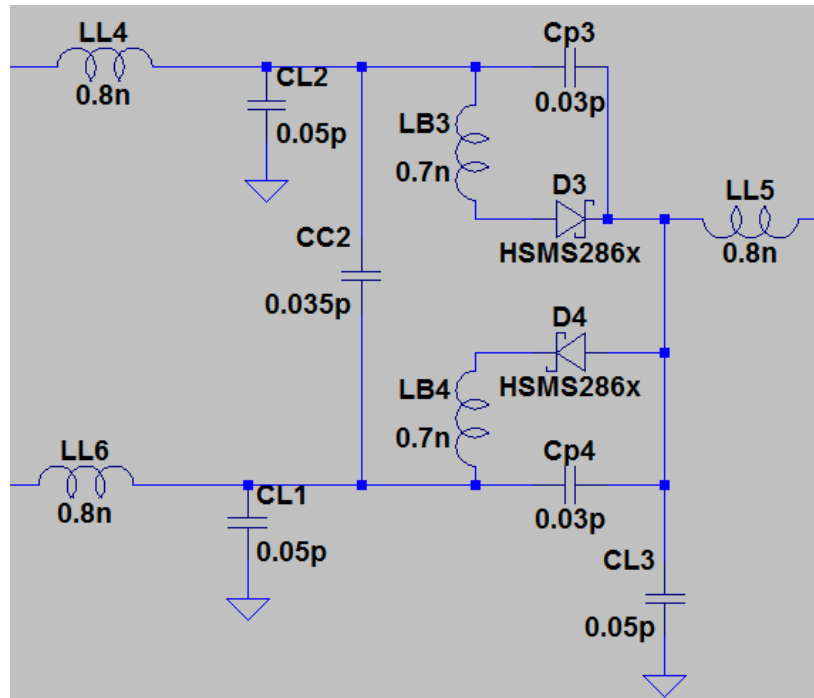 LL4
0.8n
CL2
0.05p
Cp3
0.03p
LB3
0.7n
D3
HSMS286x
LL5
0.8n
CC2
0.035p
D4
HSMS286x
LB4
0.7n
LL6
0.8n
CL1
0.05p
Cp4
0.03p
CL3
0.05p